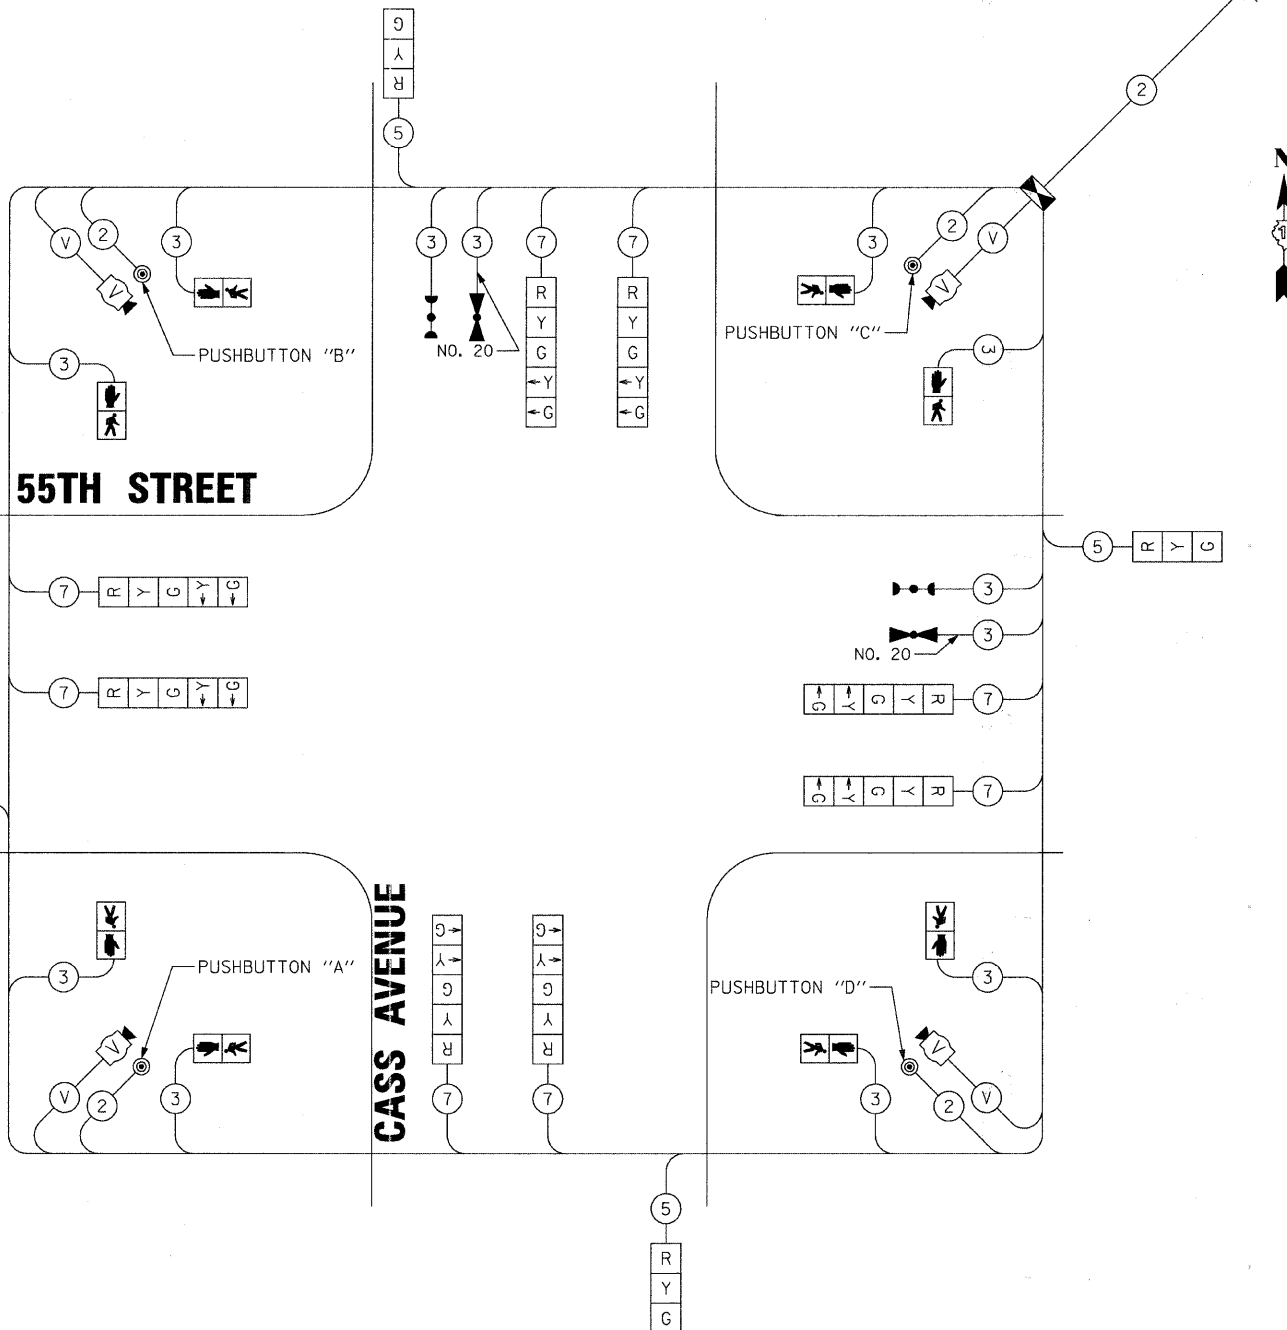 G
Y
R
5
2
N
V
2
3
3
3
7
7
3
2
V
V
V
R
R
Y
Y
PUSHBUTTON "C"
3
3
PUSHBUTTON "B"
NO. 20
G
G
←Y
←Y
←G
←G
55TH STREET
5 R Y G
7 R Y G ←Y ←G
3
3
NO. 20
7 R Y G ←Y ←G
←G ←Y G Y R 7
←G ←Y G Y R 7
CASS AVENUE
←G
←G
←Y
←Y
PUSHBUTTON "A"
3
G
G
PUSHBUTTON "D"
3
Y
Y
V
R
R
V
V
2
3
7
7
3
2
V
5
R
Y
G